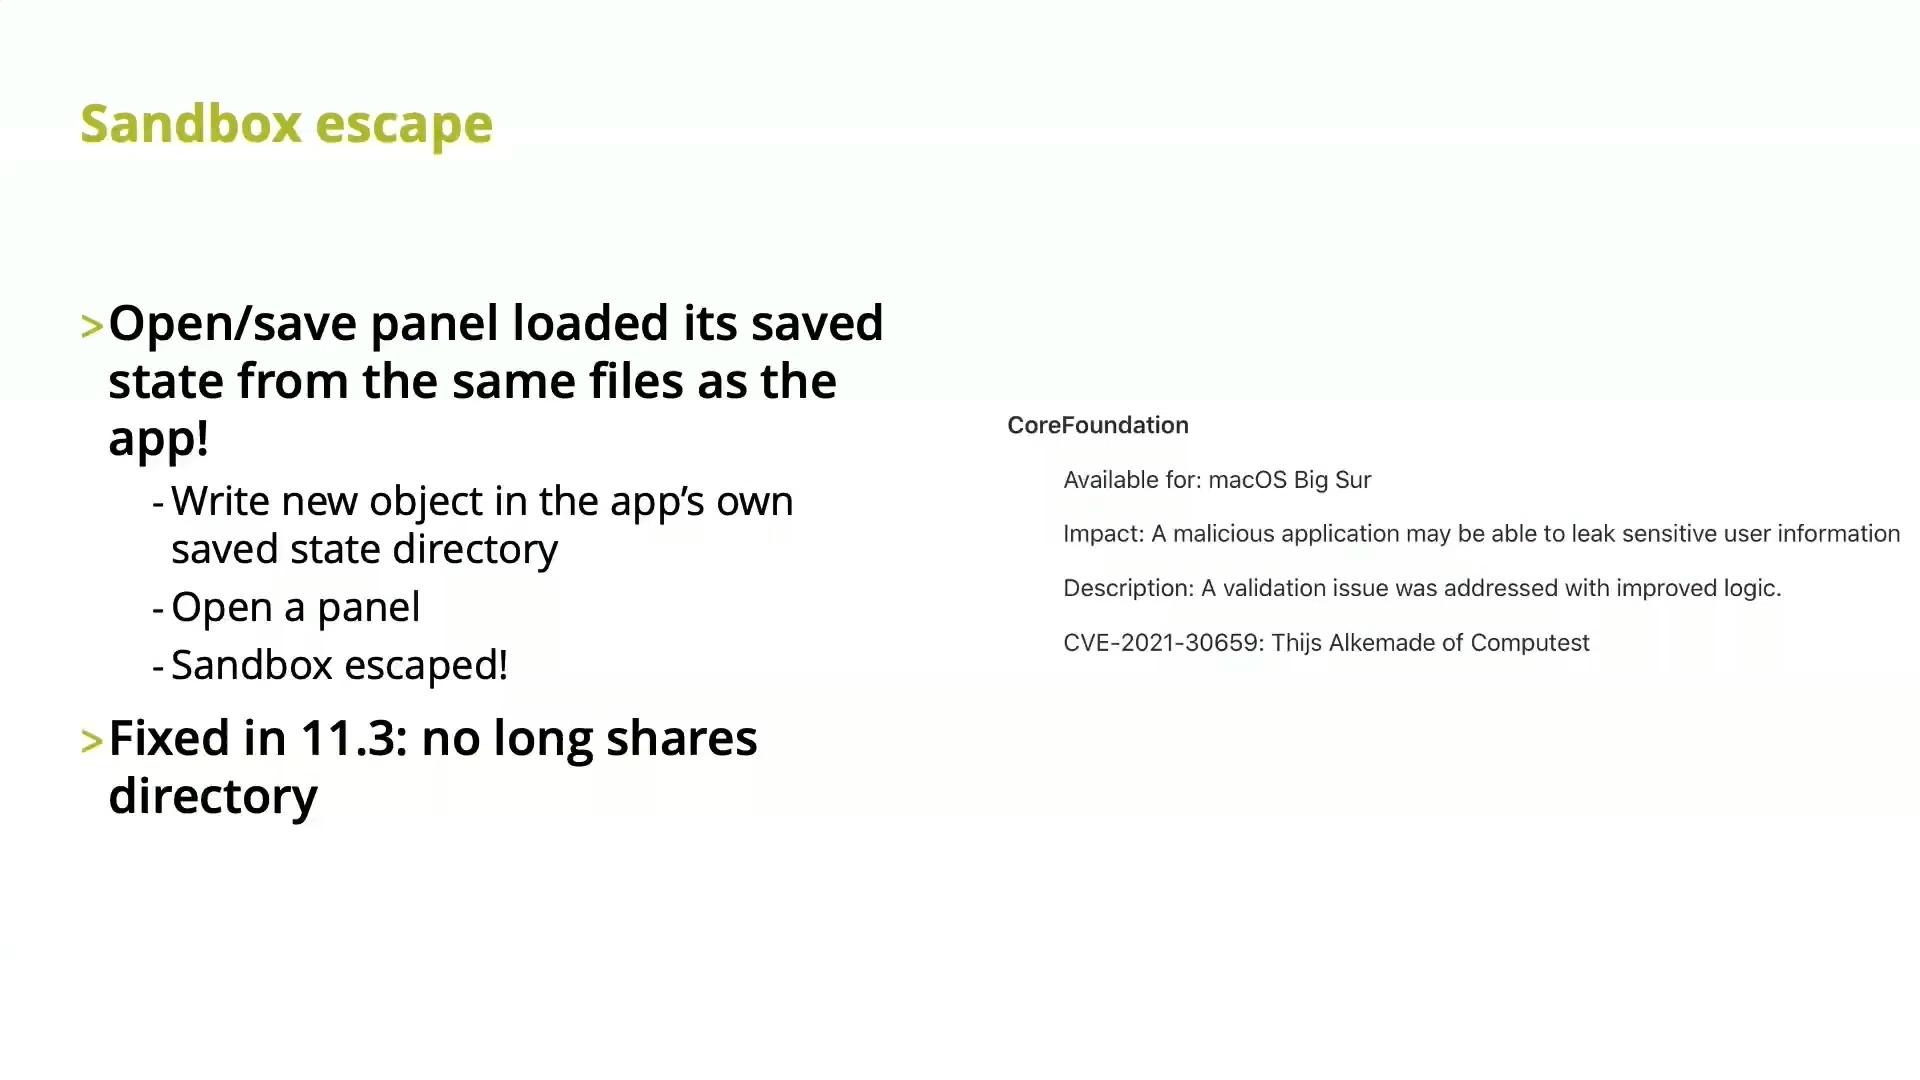 Sandbox escape
> Open/save panel loaded its saved
state from the same files as the
app!
- Write new object in the app’s own
saved state directory
- Open a panel
- Sandbox escaped!
> Fixed in 11.3: no long shares
directory
CoreFoundation
Available for: macOS Big Sur
Impact: A malicious application may be able to leak sensitive user information
Description: A validation issue was addressed with improved logic.
CVE-2021-30659: Thijs Alkemade of Computest